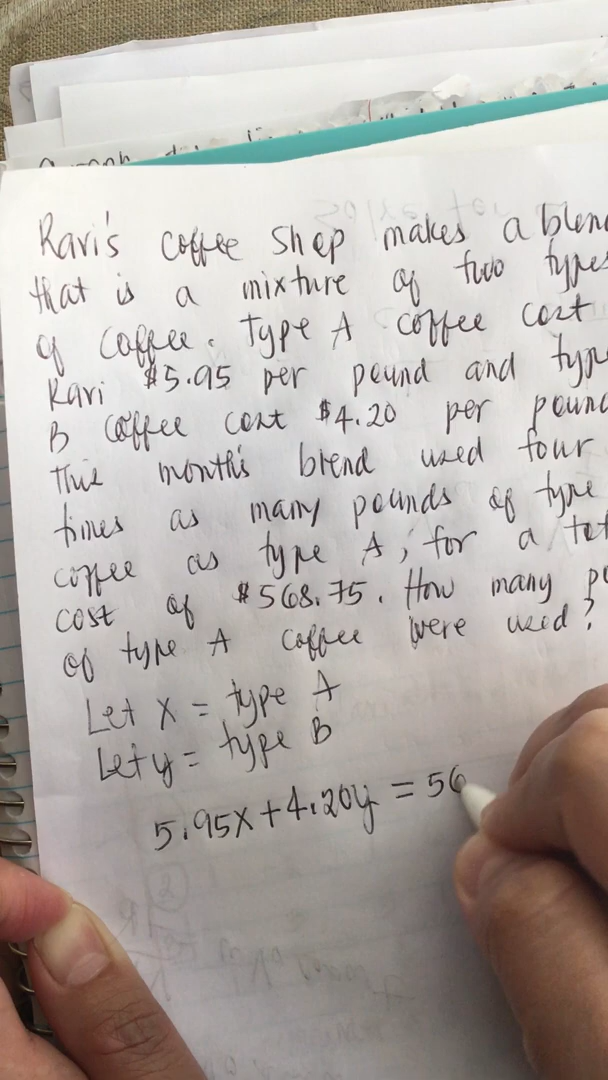 Ravi's coffee shop makes a blen
that is a mixture of two types
of coffee. Type A coffee cost
Ravi $5.95 per pound and type
B coffee cost $4.20 per poun
This month's blend used four
times as many pounds of type
coffee as type A, for a tot
cost of $568.75. How many po
of type A coffee were used?
Let x = type A
Let y = type B
5.95x+4.20y = 56